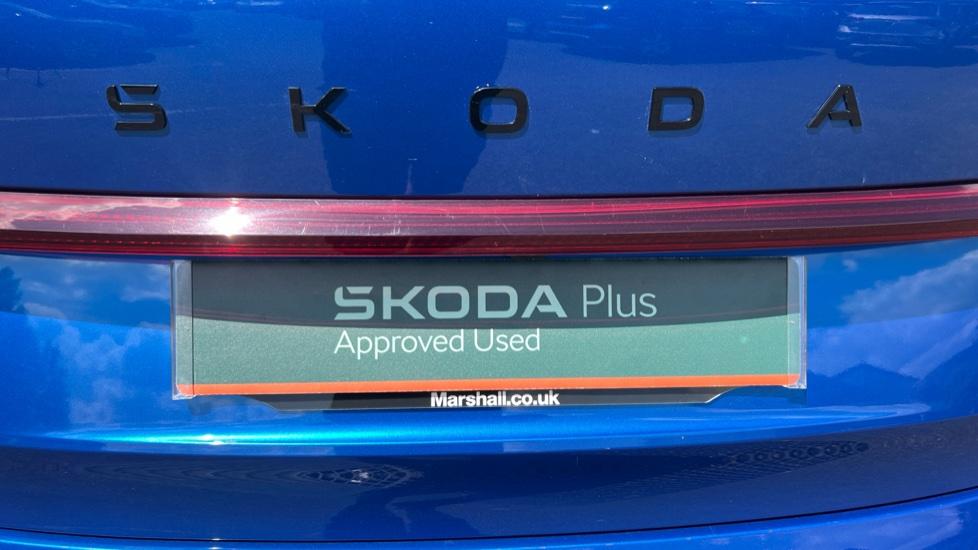 SKODA
SKODA Plus
Approved Used
Marshall.co.uk